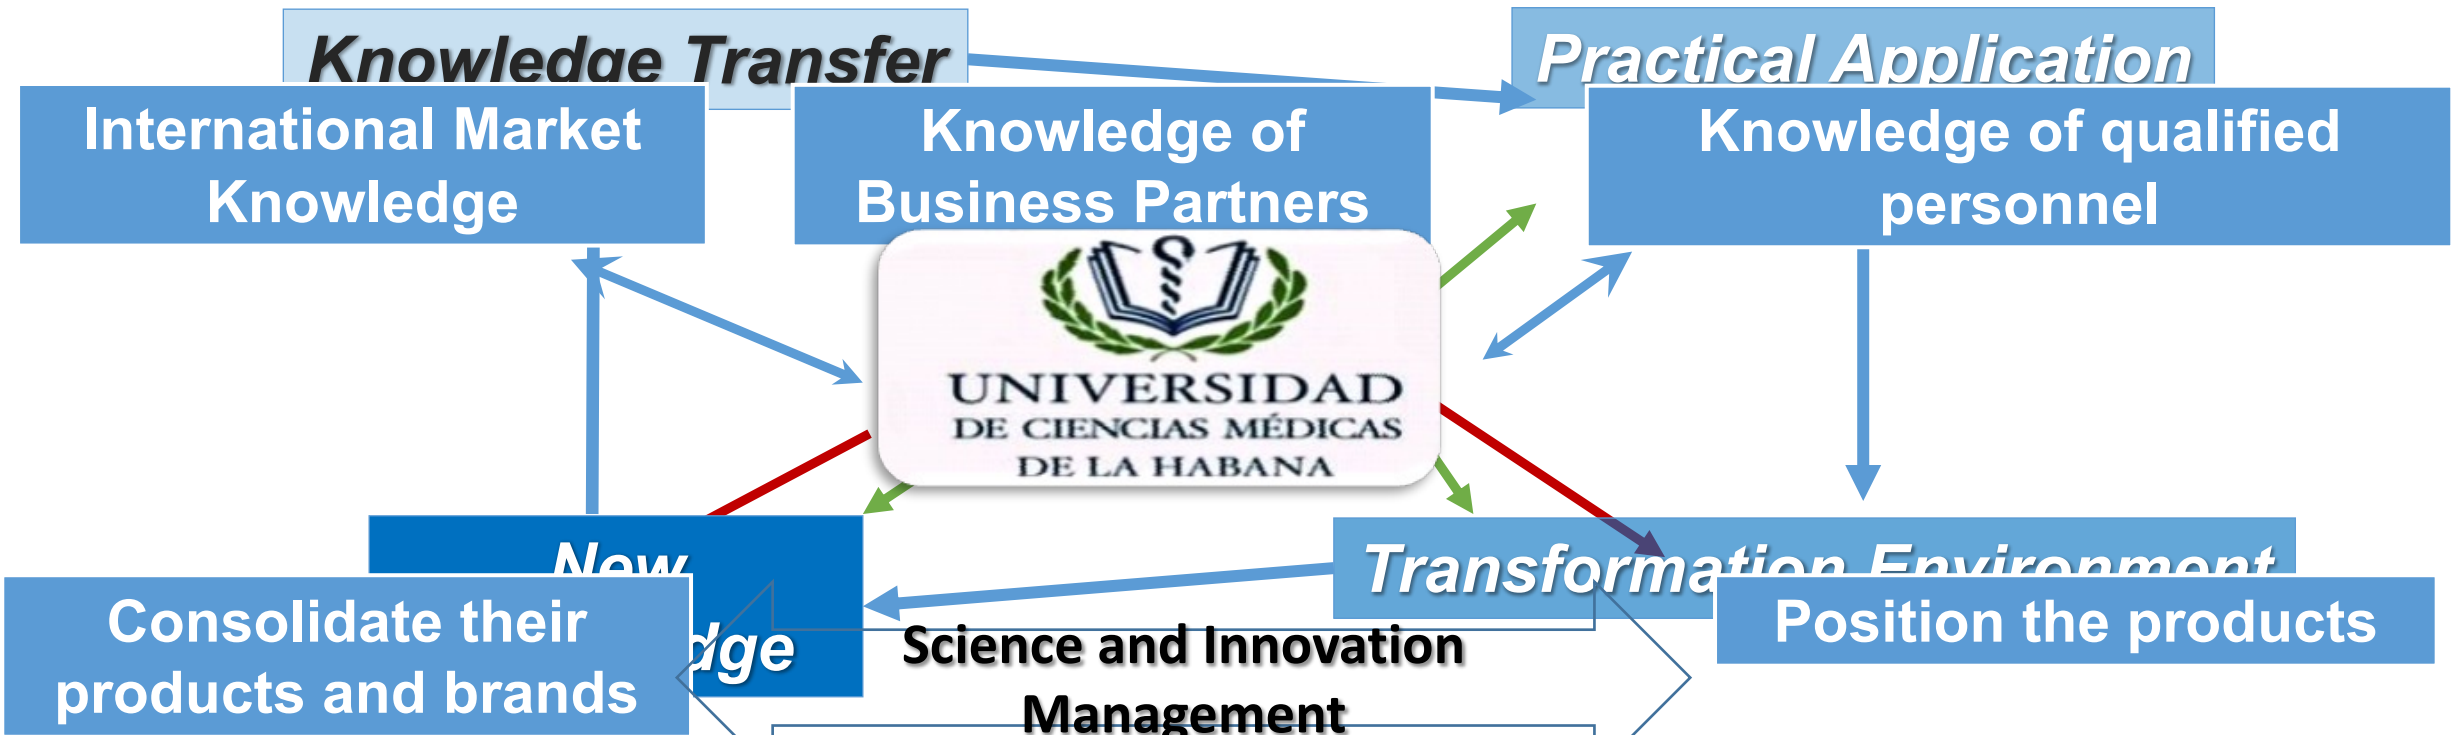 Knowledge Transfer
Practical Application
International Market
Knowledge
Knowledge of
Business Partners
Knowledge of qualified
personnel
UNIVERSIDAD
DE CIENCIAS MÉDICAS
DE LA HABANA
New
dge
Transformation Environment
Consolidate their
products and brands
Science and Innovation
Management
Position the products